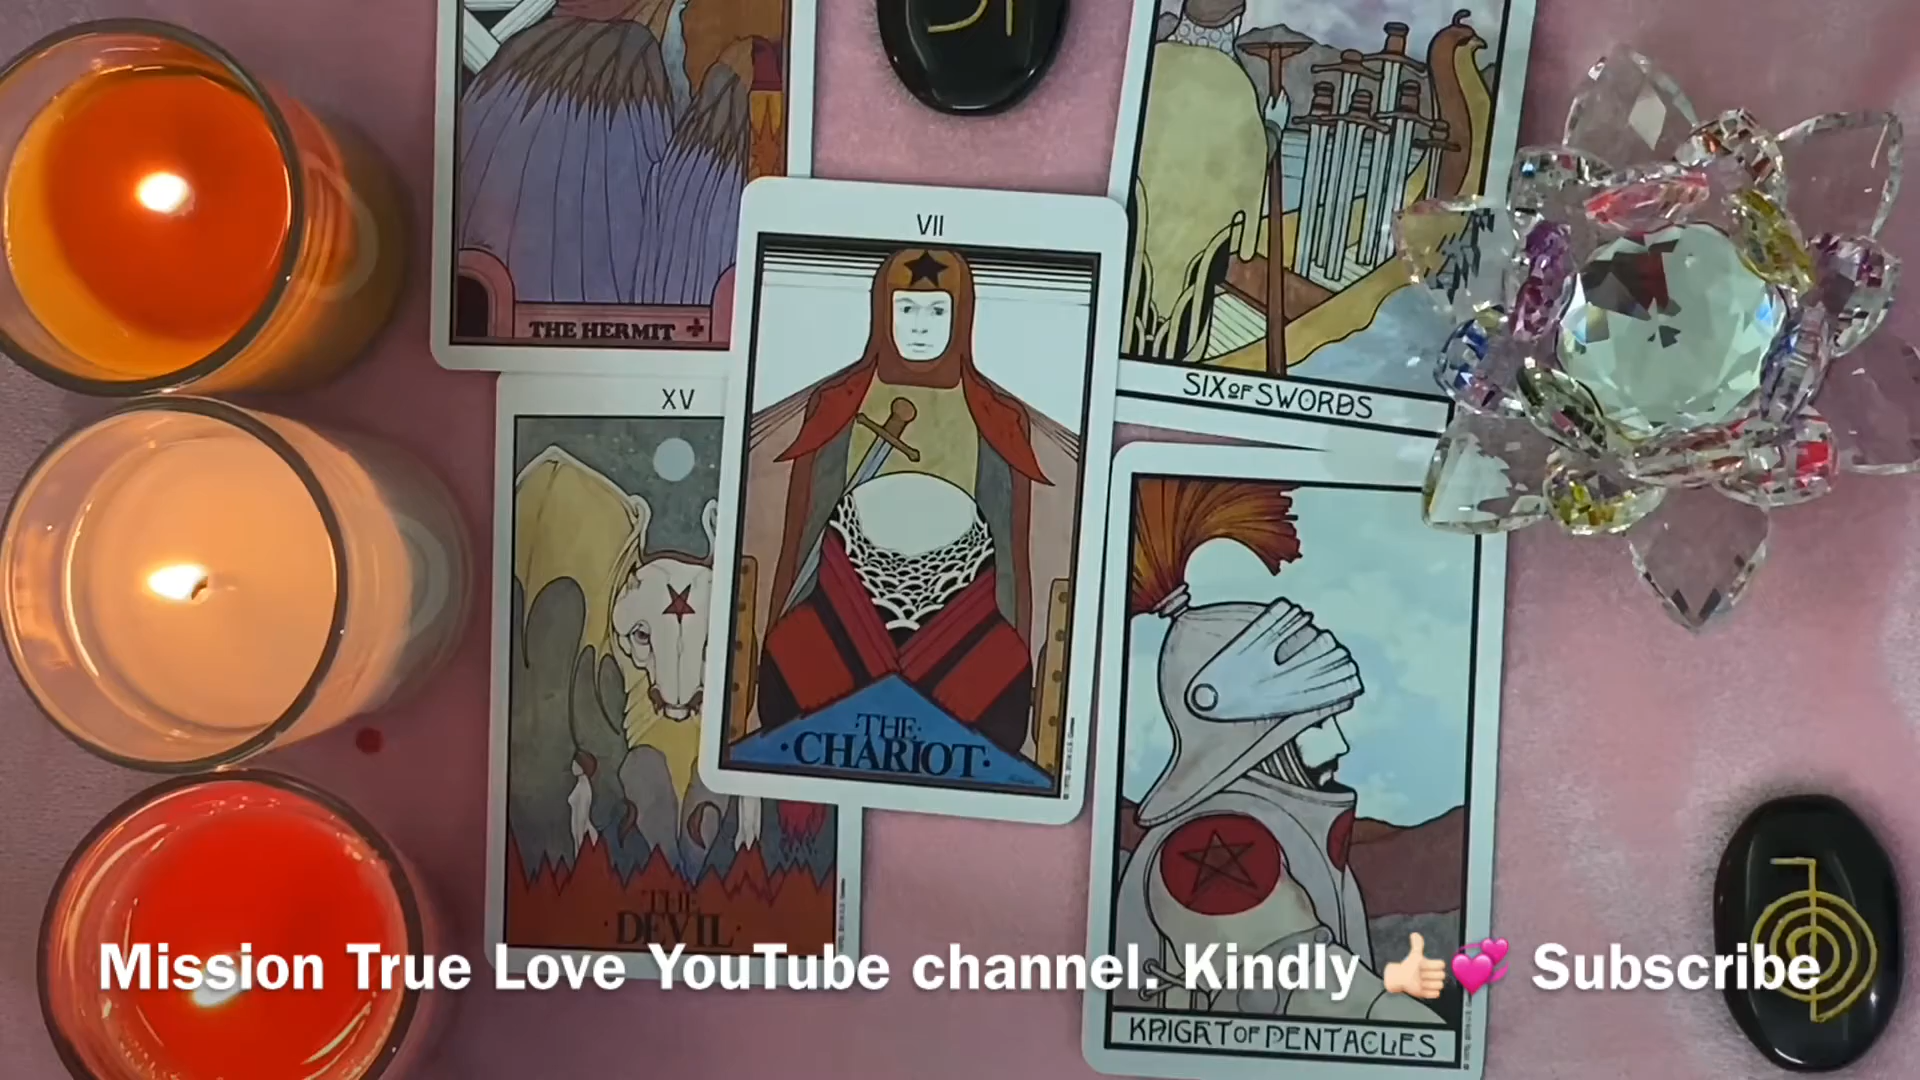 THE HERMIT
SIX OF SWORDS
VII
THE
CHARIOT
XV
THE
DEVIL
KNIGHT OF PENTACLES
Mission True Love YouTube channel. Kindly 👍🏻💞 Subscribe